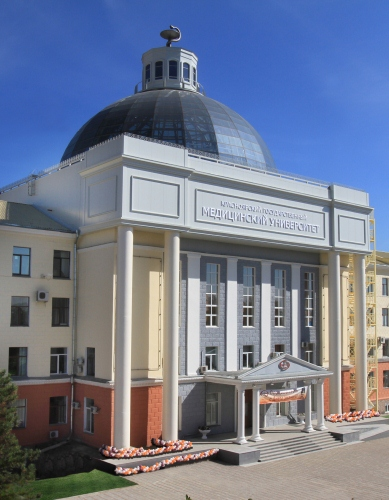 КРАСНОЯРСКИЙ ГОСУДАРСТВЕННЫЙ
МЕДИЦИНСКИЙ УНИВЕРСИТЕТ